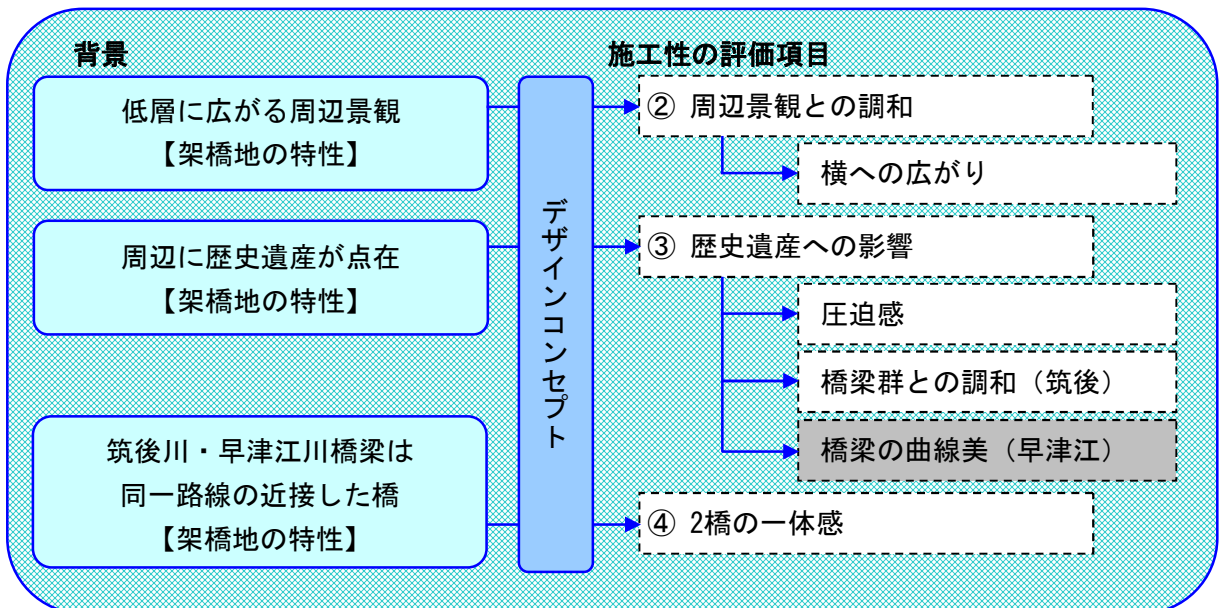 背景
低層に広がる周辺景観
【架橋地の特性】
周辺に歴史遺産が点在
【架橋地の特性】
筑後川・早津江川橋梁は
同一路線の近接した橋
【架橋地の特性】
デザインコンセプト
施工性の評価項目
② 周辺景観との調和
横への広がり
③ 歴史遺産への影響
圧迫感
橋梁群との調和（筑後）
橋梁の曲線美（早津江）
④ 2橋の一体感